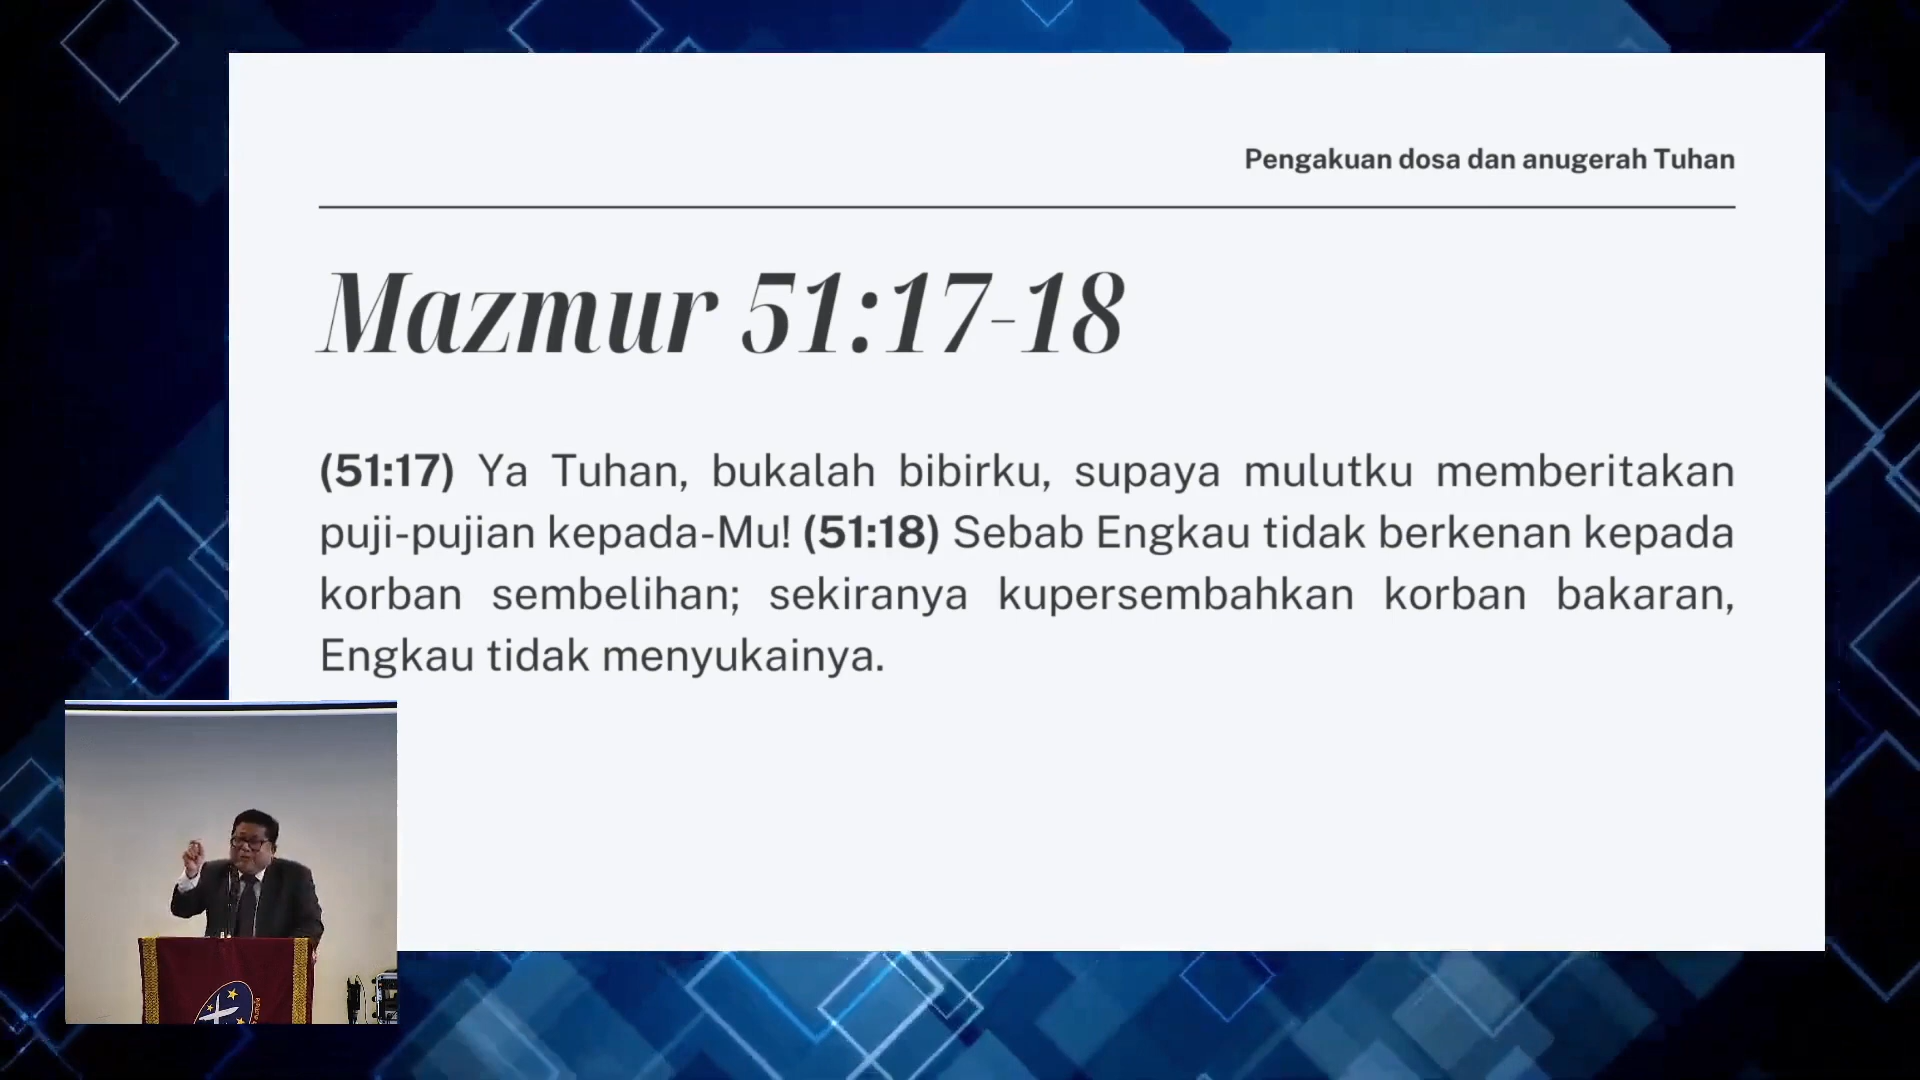 Pengakuan dosa dan anugerah Tuhan
Mazmur 51:17-18
(51:17) Ya Tuhan, bukalah bibirku, supaya mulutku memberitakan
puji-pujian kepada-Mu! (51:18) Sebab Engkau tidak berkenan kepada
korban sembelihan; sekiranya kupersembahkan korban bakaran,
Engkau tidak menyukainya.